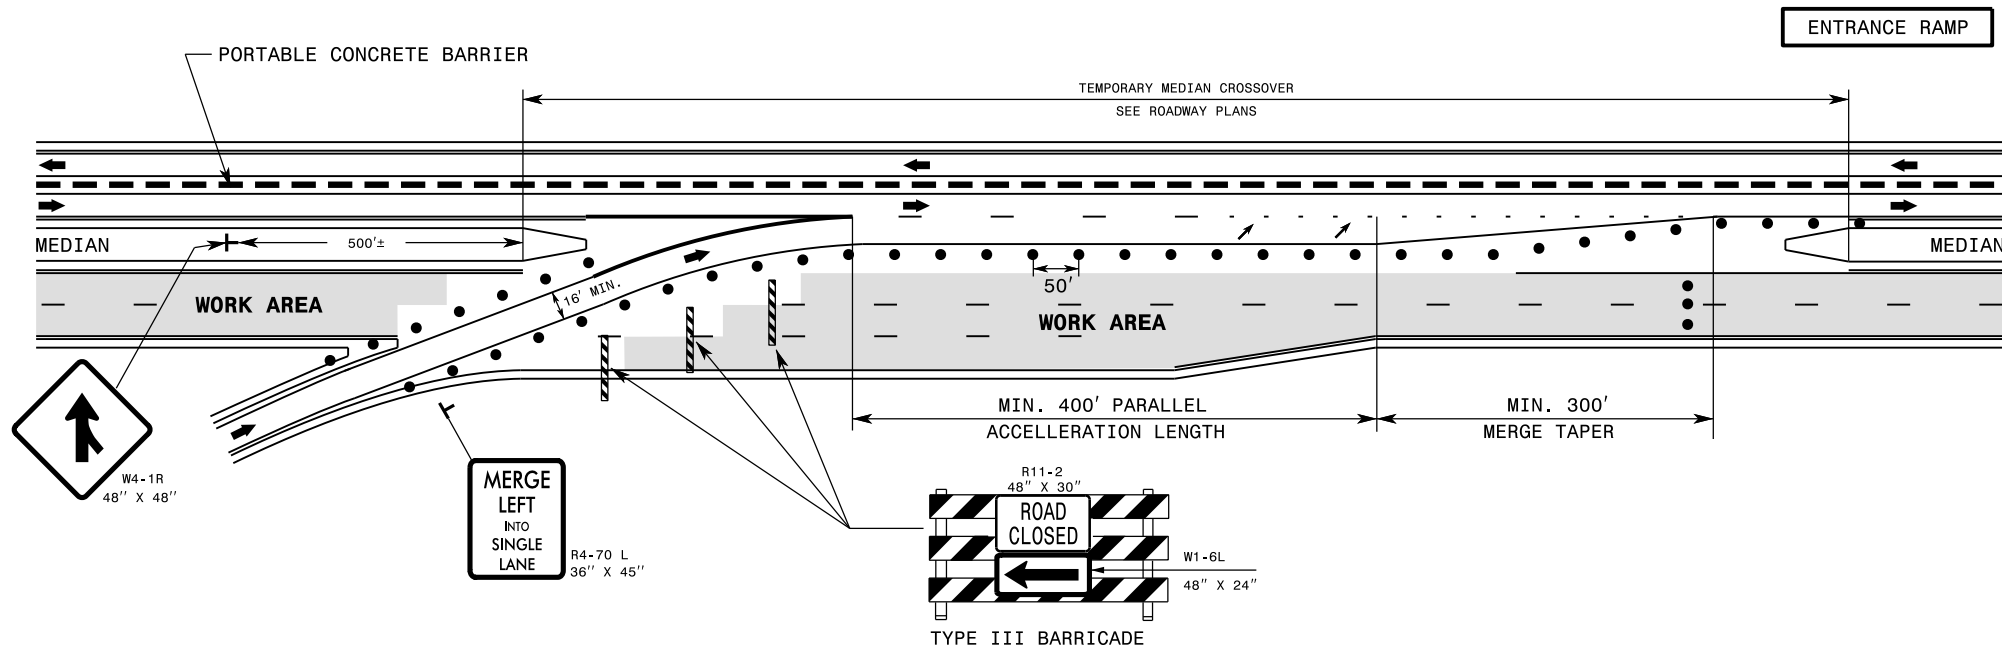 ENTRANCE RAMP
PORTABLE CONCRETE BARRIER
TEMPORARY MEDIAN CROSSOVER
SEE ROADWAY PLANS
MEDIAN
500'±
MEDIAN
16' MIN.
50'
WORK AREA
WORK AREA
MIN. 400' PARALLEL
ACCELLERATION LENGTH
MIN. 300'
MERGE TAPER
W4-1R
48" X 48"
MERGE
LEFT
INTO
SINGLE
LANE
R4-70 L
36" X 45"
R11-2
48" X 30"
ROAD
CLOSED
W1-6L
48" X 24"
TYPE III BARRICADE